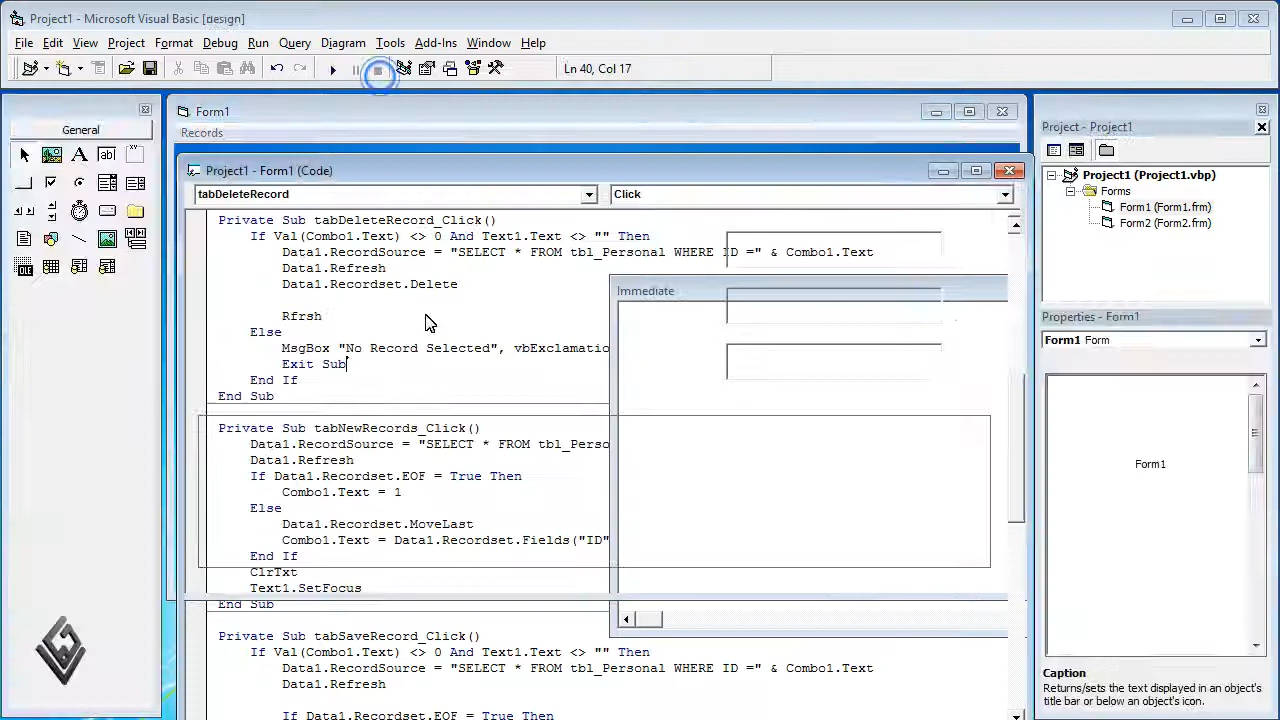 Project1 - Microsoft Visual Basic [design]
File Edit View Project Format Debug Run Query Diagram Tools Add-Ins Window Help
Ln 40, Col 17
General
Form1
Records
Project1 - Form1 (Code)
tabDeleteRecord Click
Private Sub tabDeleteRecord_Click()
If Val(Combo1.Text) <> 0 And Text1.Text <> "" Then
Data1.RecordSource = "SELECT * FROM tbl_Personal WHERE ID =" & Combo1.Text
Data1.Refresh
Data1.Recordset.Delete
Rfrsh
Else
MsgBox "No Record Selected", vbExclamatio
Exit Sub
End If
End Sub
Private Sub tabNewRecords_Click()
Data1.RecordSource = "SELECT * FROM tbl_Perso
Data1.Refresh
If Data1.Recordset.EOF = True Then
Combo1.Text = 1
Else
Data1.Recordset.MoveLast
Combo1.Text = Data1.Recordset.Fields("ID"
End If
ClrTxt
Text1.SetFocus
End Sub
Private Sub tabSaveRecord_Click()
If Val(Combo1.Text) <> 0 And Text1.Text <> "" Then
Data1.RecordSource = "SELECT * FROM tbl_Personal WHERE ID =" & Combo1.Text
Data1.Refresh
If Data1.Recordset.EOF = True Then
Immediate
Project - Project1
Project1 (Project1.vbp)
Forms
Form1 (Form1.frm)
Form2 (Form2.frm)
Properties - Form1
Form1 Form
Form1
Caption
Returns/sets the text displayed in an object's
title bar or below an object's icon.